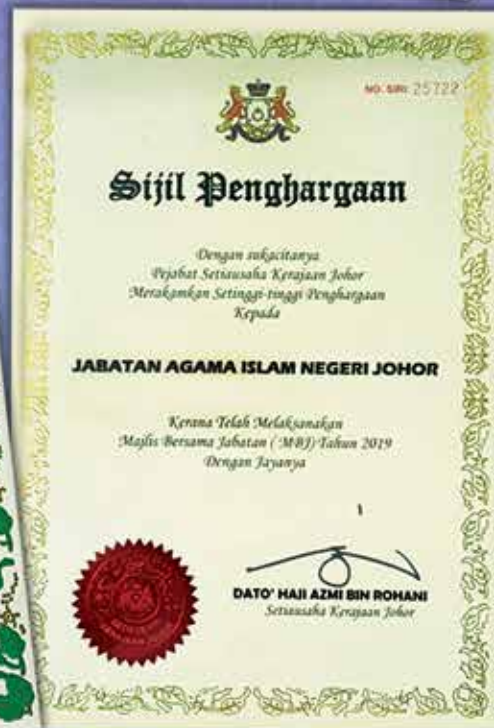 NO. SIRI: 25722
Sijil Penghargaan
Dengan sukacitanya
Pejabat Setiausaha Kerajaan Johor
Merakamkan Setinggi-tinggi Penghargaan
Kepada
JABATAN AGAMA ISLAM NEGERI JOHOR
Kerana Telah Melaksanakan
Majlis Bersama Jabatan ( MBJ) Tahun 2019
Dengan Jayanya
DATO' HAJI AZMI BIN ROHANI
Setiausaha Kerajaan Johor